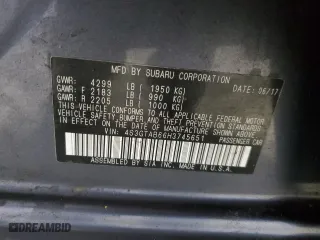 MFD BY SUBARU CORPORATION DATE: 06/17
GVWR: 4299 LB (1950 KG)
GAWR: F 2183 LB ( 990 KG)
GAWR: R 2205 LB (1000 KG)
THIS VEHICLE CONFORMS TO ALL APPLICABLE FEDERAL MOTOR
VEHICLE SAFETY, BUMPER, AND THEFT PREVENTION STANDARDS
IN EFFECT ON THE DATE OF MANUFACTURE SHOWN ABOVE.
VIN: 4S3GTAB86H3745651 PASSENGER CAR
ASSEMBLED BY SIA INC. MADE IN U.S.A.